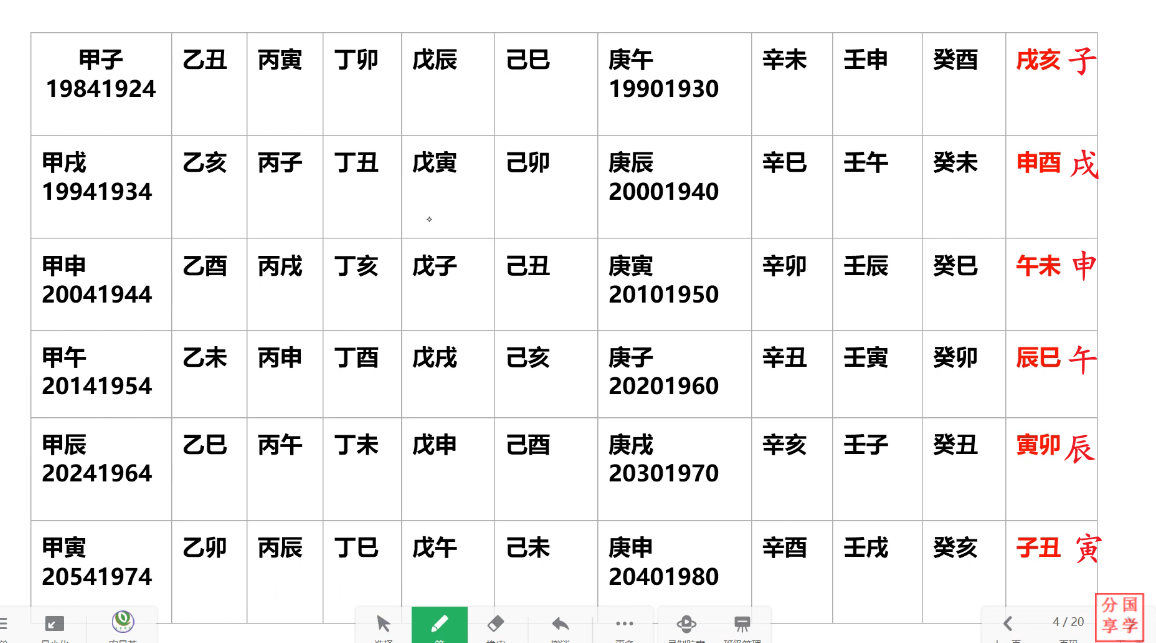 甲子 乙丑 丙寅 丁卯 戊辰 己巳 庚午 辛未 壬申 癸酉 戌亥 子
19841924 19901930
甲戌 乙亥 丙子 丁丑 戊寅 己卯 庚辰 辛巳 壬午 癸未 申酉 戌
19941934 20001940
甲申 乙酉 丙戌 丁亥 戊子 己丑 庚寅 辛卯 壬辰 癸巳 午未 申
20041944 20101950
甲午 乙未 丙申 丁酉 戊戌 己亥 庚子 辛丑 壬寅 癸卯 辰巳 午
20141954 20201960
甲辰 乙巳 丙午 丁未 戊申 己酉 庚戌 辛亥 壬子 癸丑 寅卯 辰
20241964 20301970
甲寅 乙卯 丙辰 丁巳 戊午 己未 庚申 辛酉 壬戌 癸亥 子丑 寅
20541974 20401980
4 / 20
分国
享学